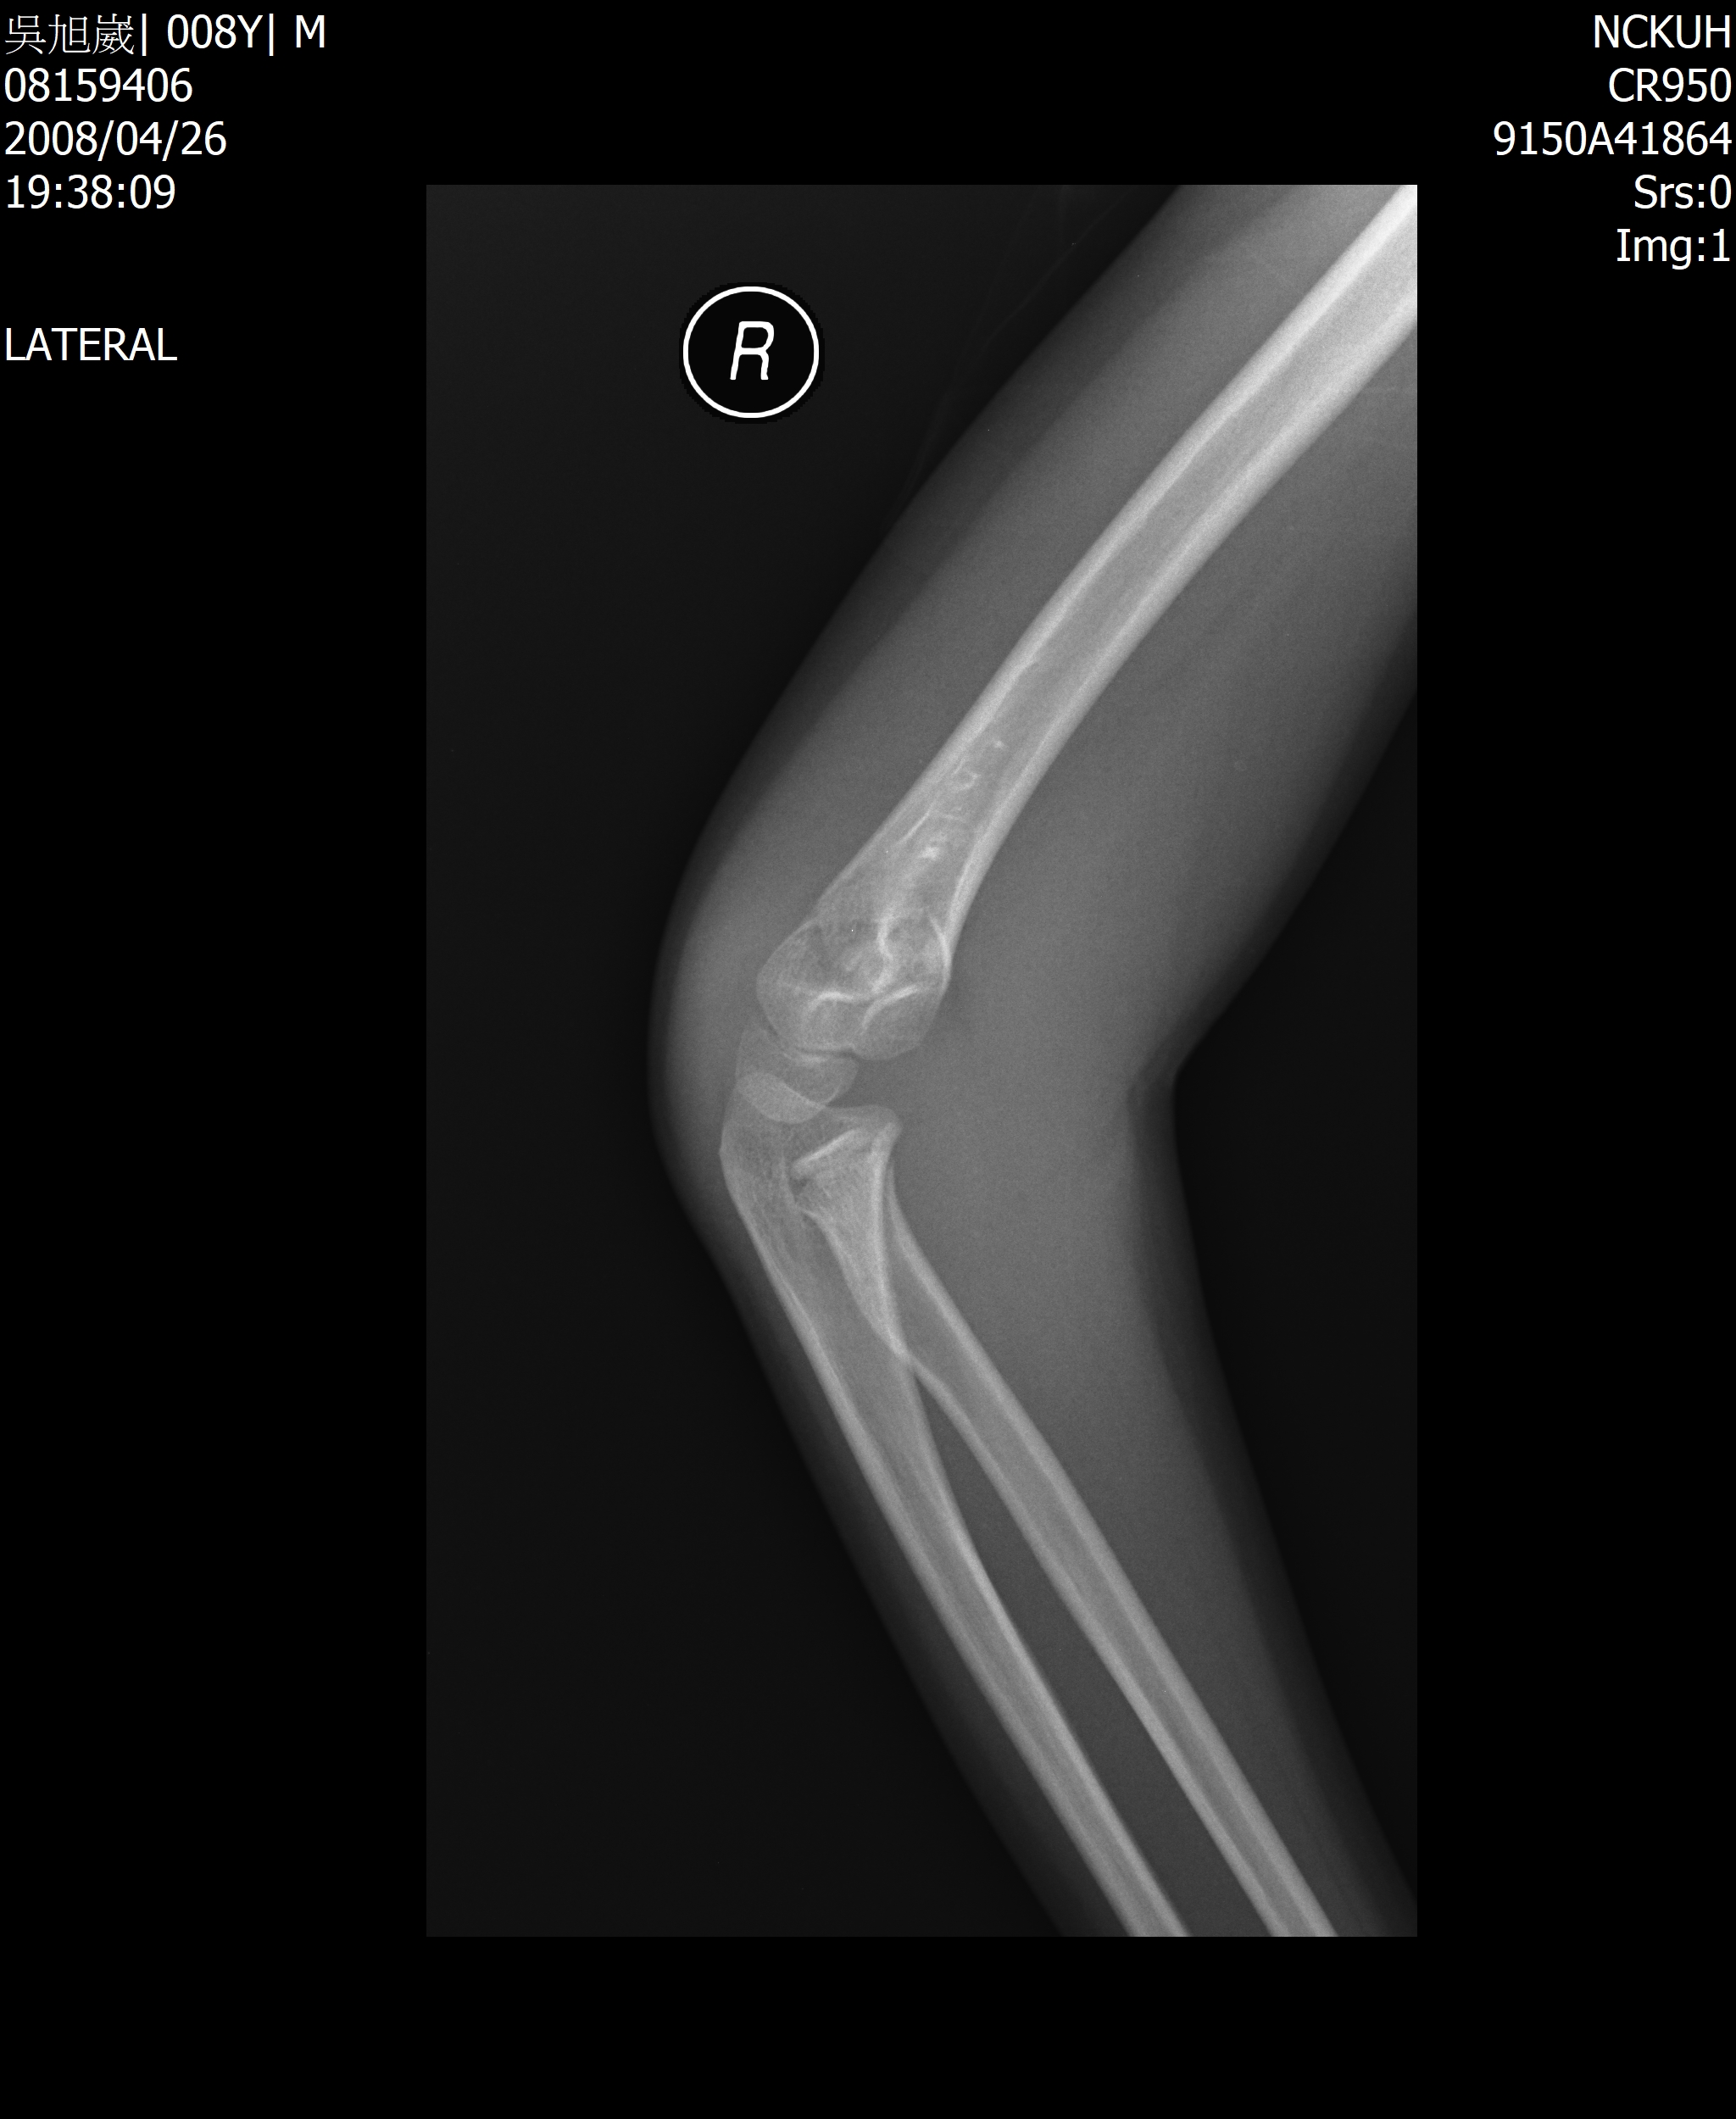 吳旭崴| 008Y| M
08159406
2008/04/26
19:38:09
LATERAL
NCKUH
CR950
9150A41864
Srs:0
Img:1
R